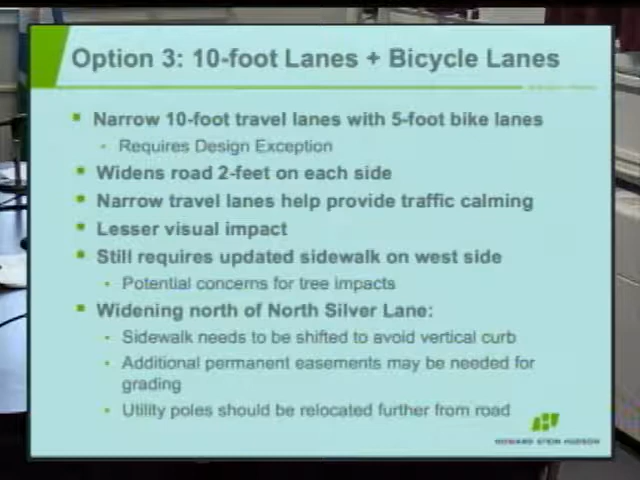 Option 3: 10-foot Lanes + Bicycle Lanes
Narrow 10-foot travel lanes with 5-foot bike lanes
Requires Design Exception
Widens road 2-feet on each side
Narrow travel lanes help provide traffic calming
Lesser visual impact
Still requires updated sidewalk on west side
Potential concerns for tree impacts
Widening north of North Silver Lane:
Sidewalk needs to be shifted to avoid vertical curb
Additional permanent easements may be needed for
grading
Utility poles should be relocated further from road
HOWARD STEIN HUDSON